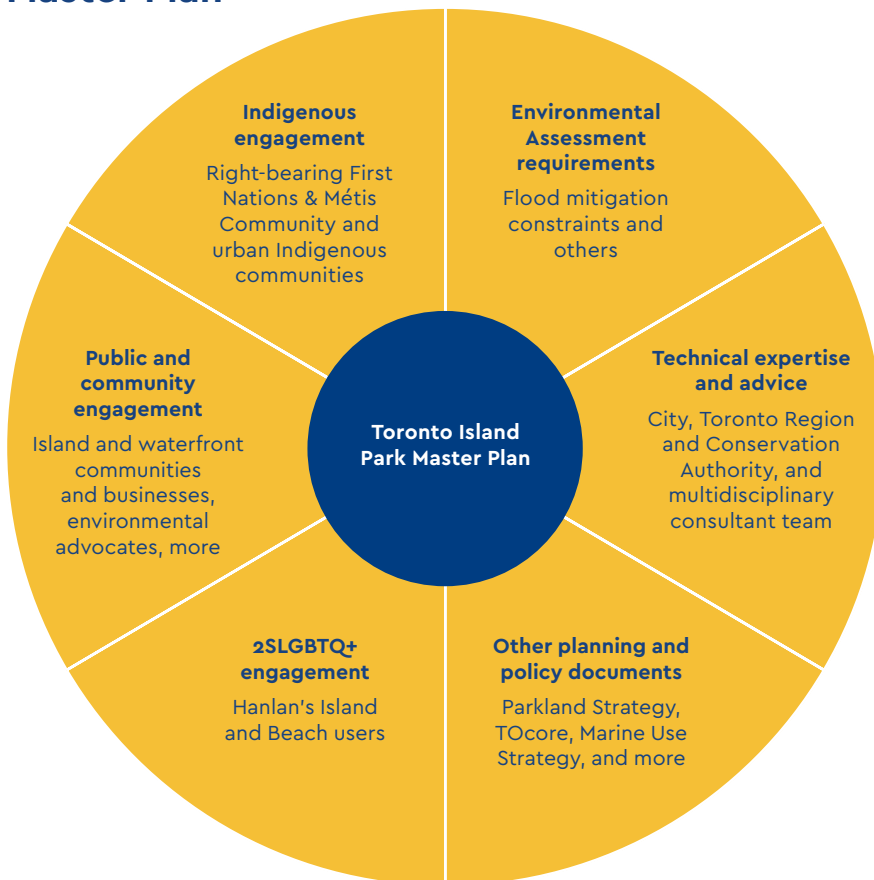 Master Plan
Indigenous
engagement
Right-bearing First
Nations & Métis
Community and
urban Indigenous
communities
Environmental
Assessment
requirements
Flood mitigation
constraints and
others
Public and
community
engagement
Island and waterfront
communities
and businesses,
environmental
advocates, more
Toronto Island
Park Master Plan
Technical expertise
and advice
City, Toronto Region
and Conservation
Authority, and
multidisciplinary
consultant team
2SLGBTQ+
engagement
Hanlan's Island
and Beach users
Other planning and
policy documents
Parkland Strategy,
TOcore, Marine Use
Strategy, and more